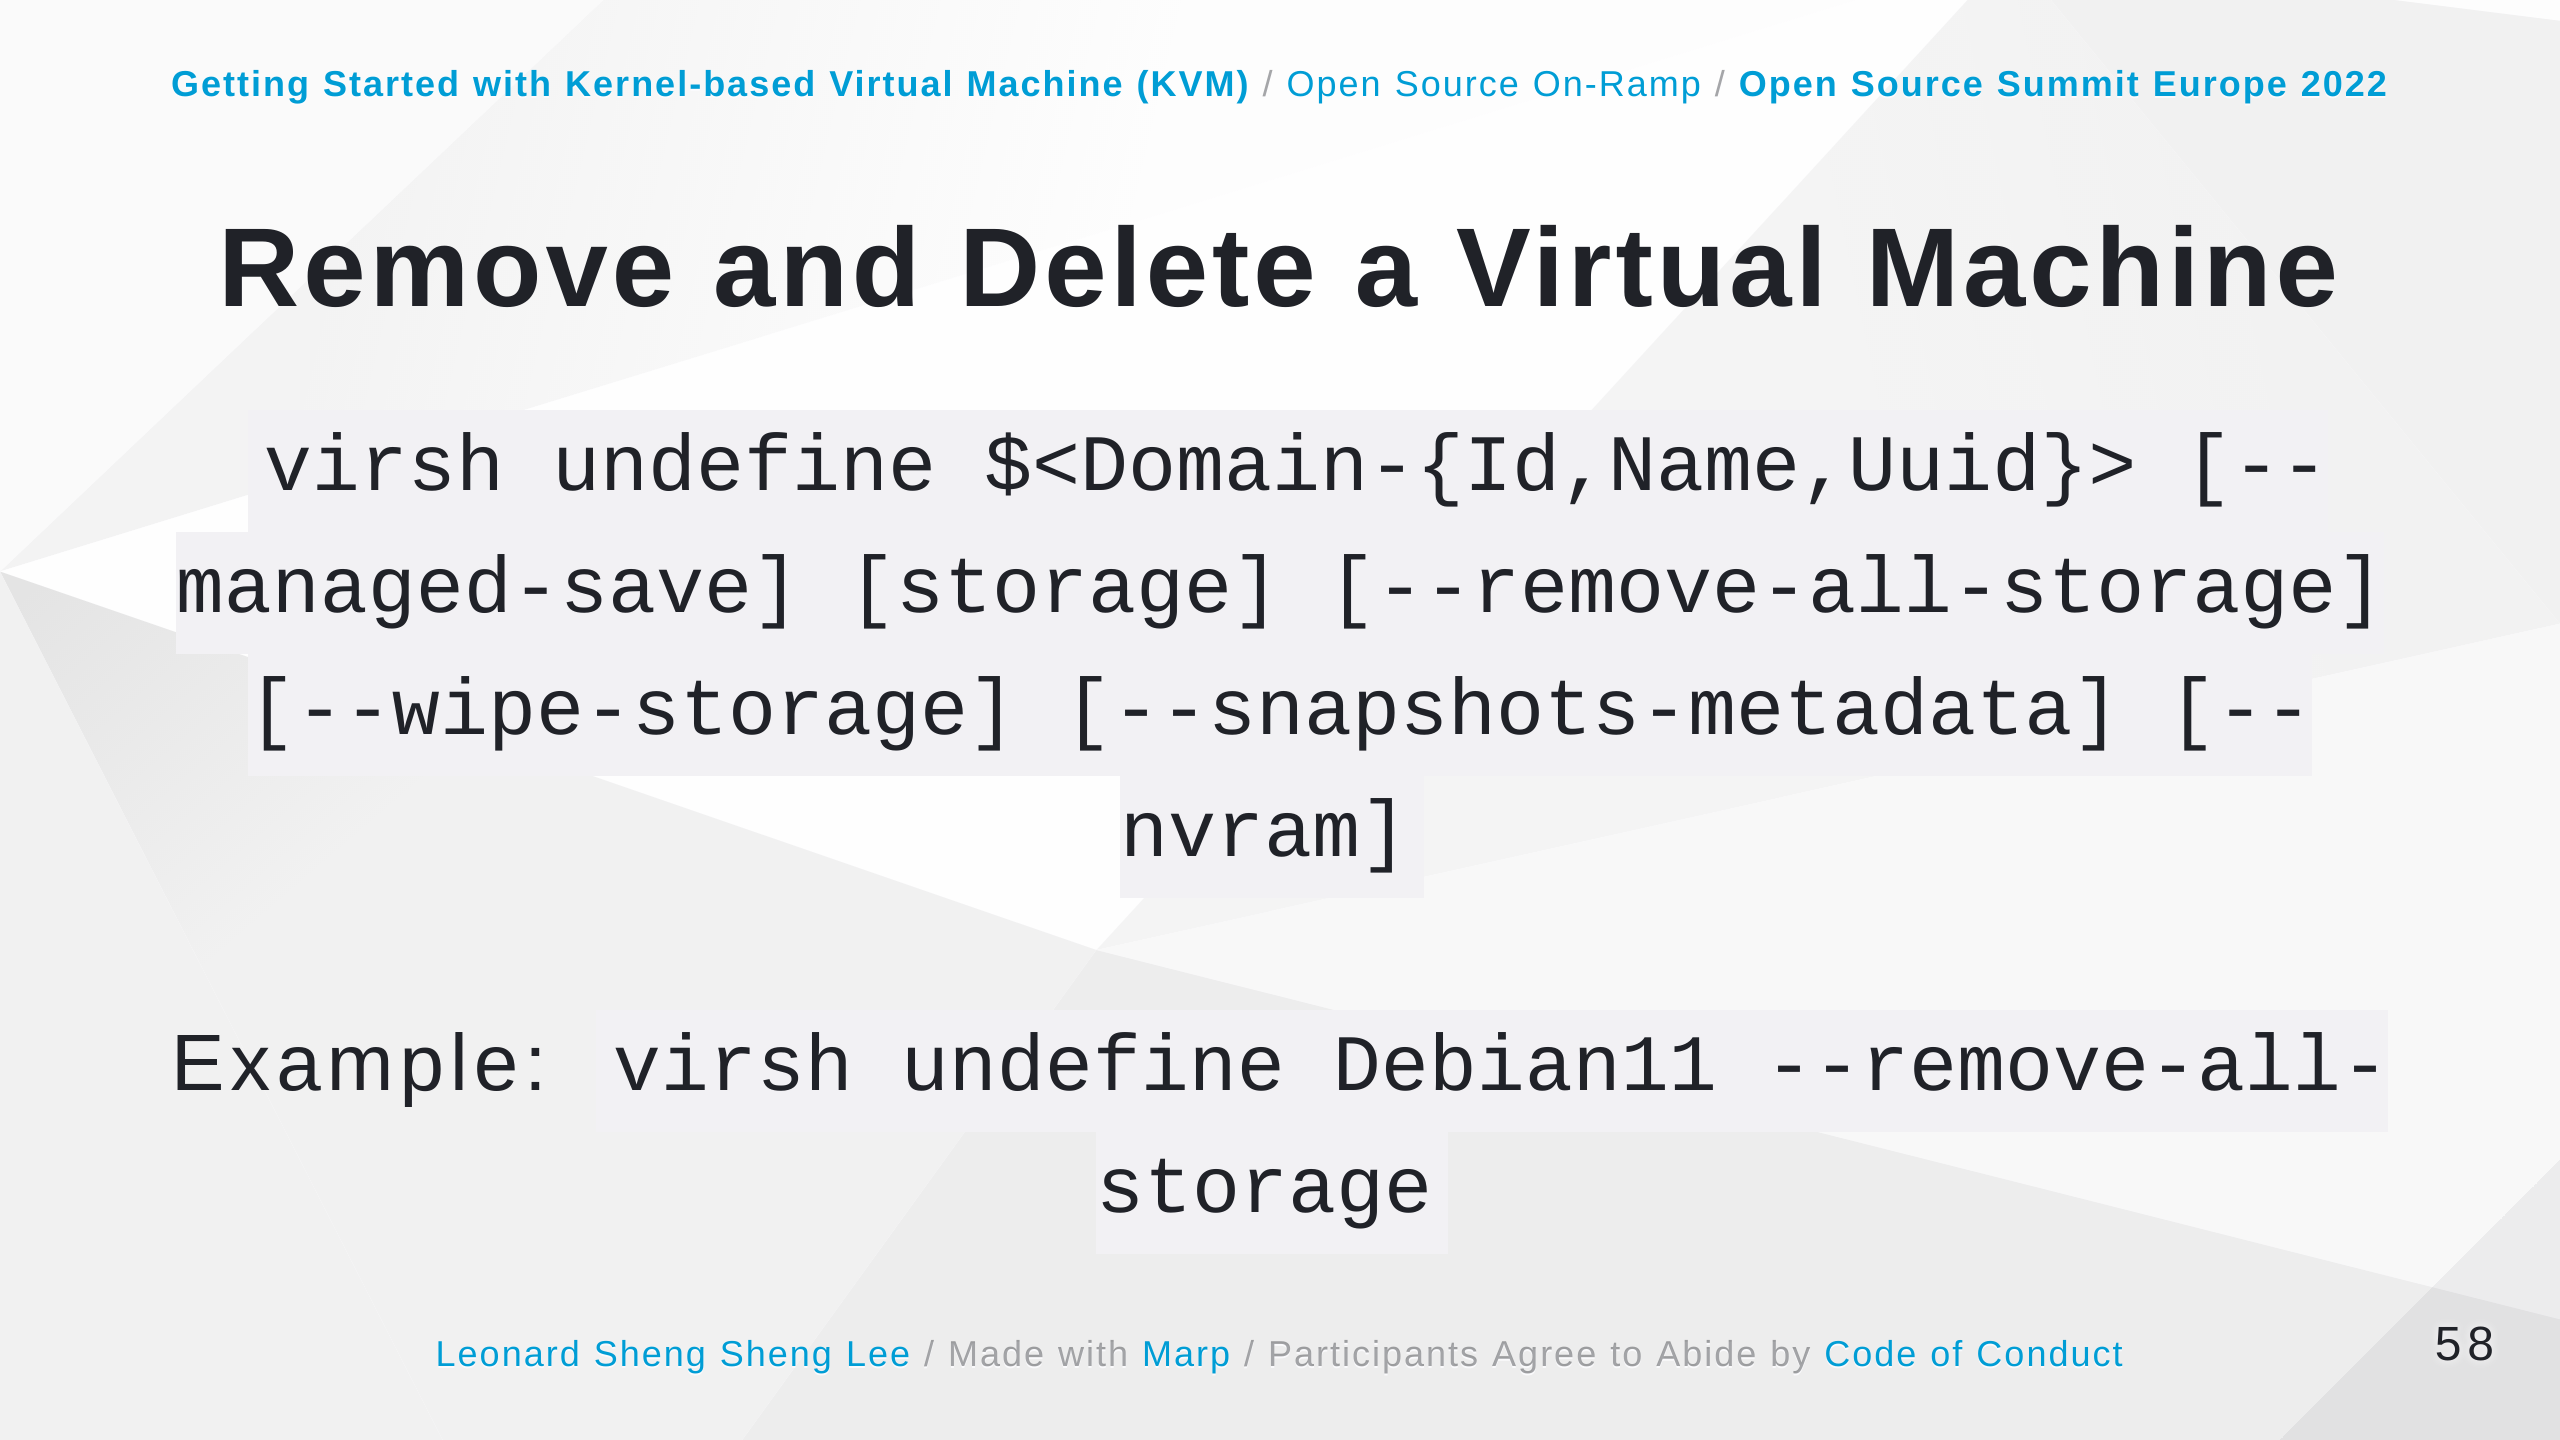 Getting Started with Kernel-based Virtual Machine (KVM) / Open Source On-Ramp / Open Source Summit Europe 2022
Remove and Delete a Virtual Machine
virsh undefine $<Domain-{Id,Name,Uuid}> [--
managed-save] [storage] [--remove-all-storage]
[--wipe-storage] [--snapshots-metadata] [--
nvram]
Example: virsh undefine Debian11 --remove-all-
storage
Leonard Sheng Sheng Lee / Made with Marp / Participants Agree to Abide by Code of Conduct
58